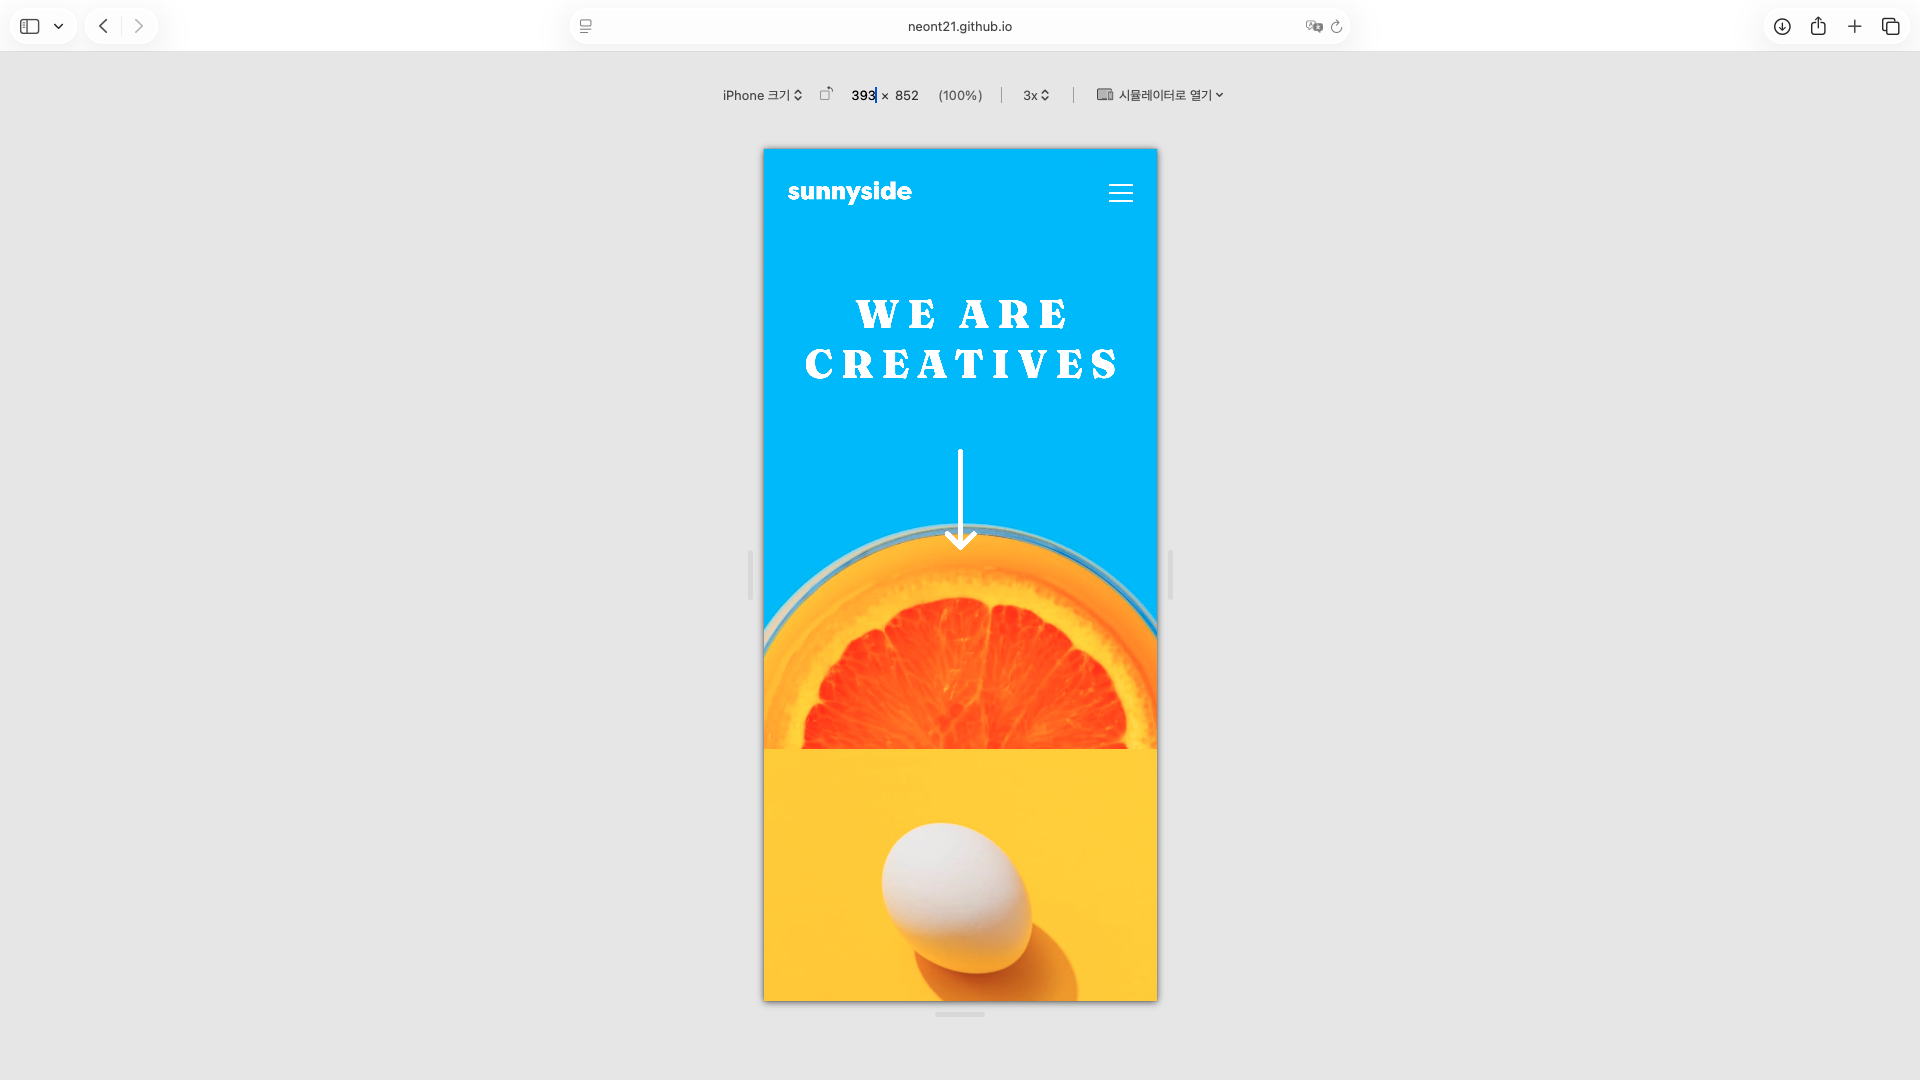 neont21.github.io
iPhone 크기 393 × 852 (100%) 3x 시뮬레이터로 열기
sunnyside
WE ARE
CREATIVES